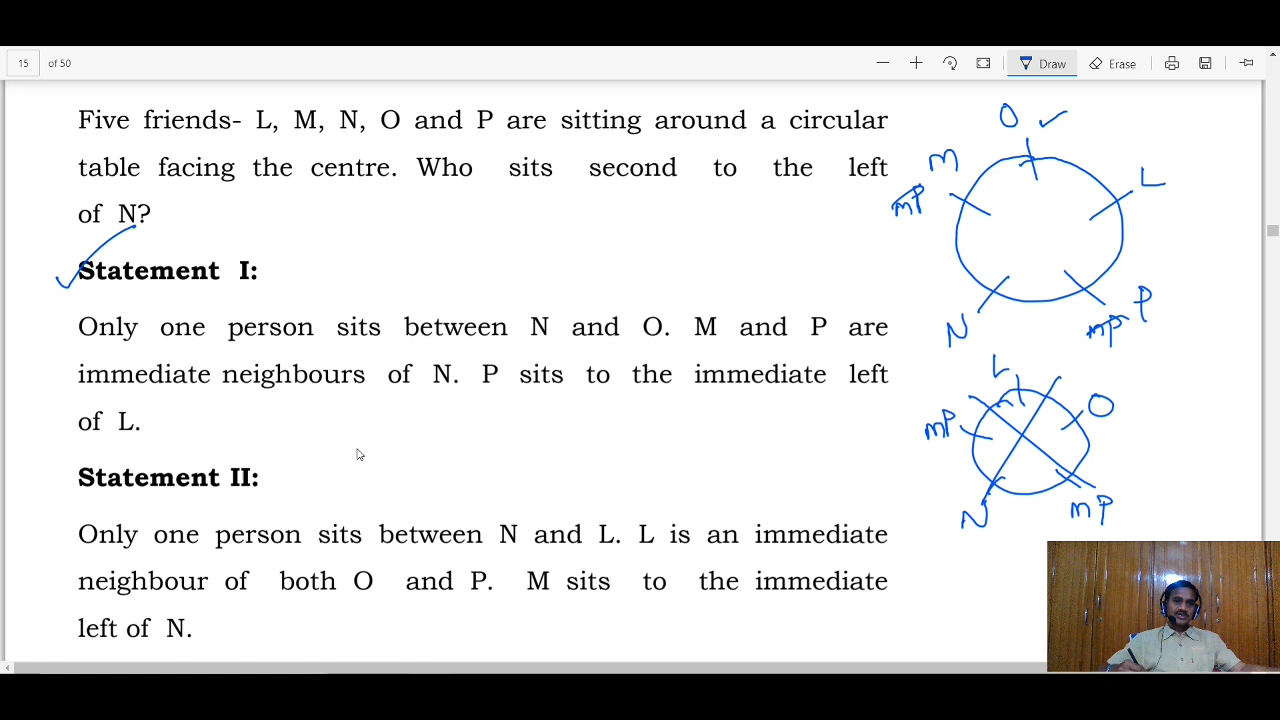 15 of 50 Draw Erase
Five friends- L, M, N, O and P are sitting around a circular
table facing the centre. Who sits second to the left
of N?
Statement I:
Only one person sits between N and O. M and P are
immediate neighbours of N. P sits to the immediate left
of L.
Statement II:
Only one person sits between N and L. L is an immediate
neighbour of both O and P. M sits to the immediate
left of N.
O
M
L
mP
P
mP
N
L
O
mP
mP
N